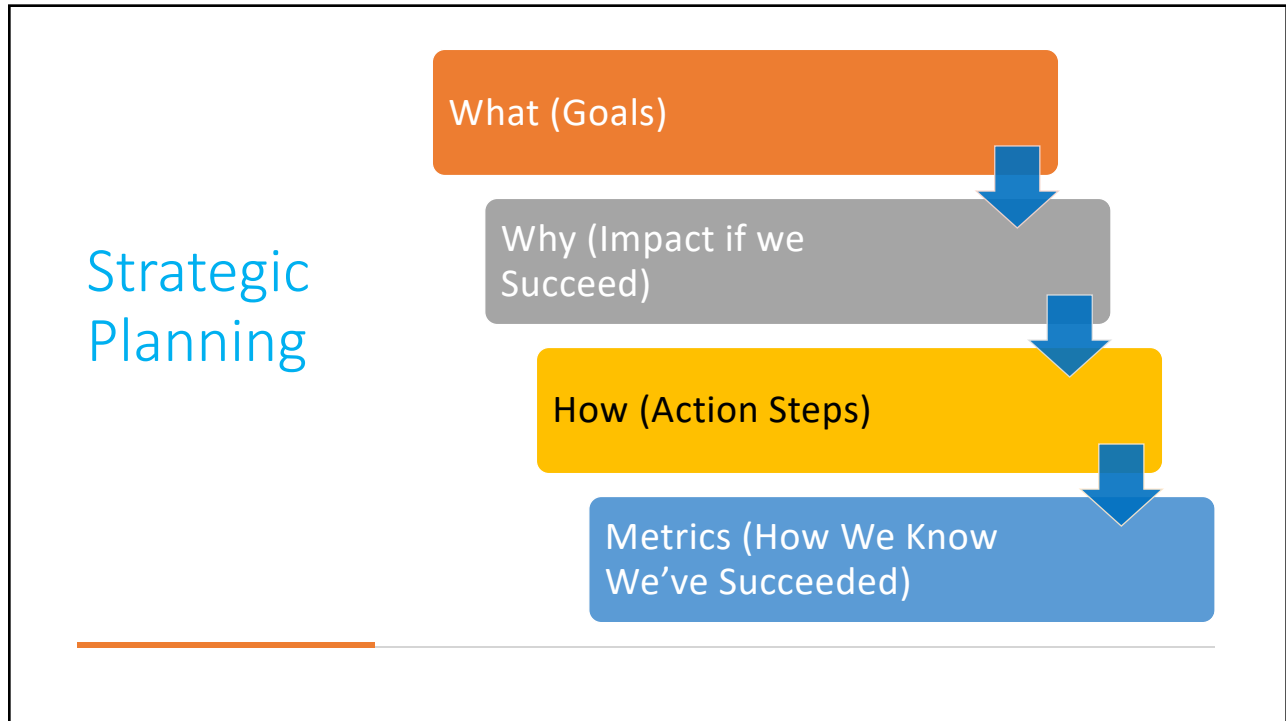 Strategic
Planning
What (Goals)
Why (Impact if we
Succeed)
How (Action Steps)
Metrics (How We Know
We’ve Succeeded)